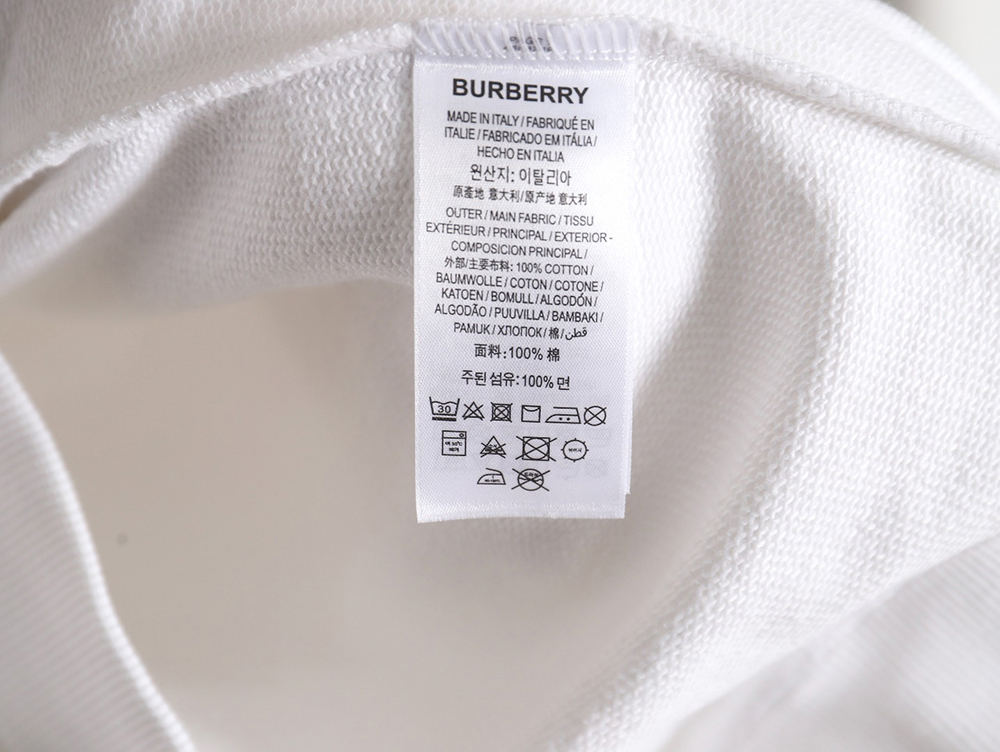 BURBERRY
MADE IN ITALY / FABRIQUÉ EN
ITALIE / FABRICADO EM ITÁLIA /
HECHO EN ITALIA
원산지: 이탈리아
原產地 意大利/原产地 意大利
OUTER / MAIN FABRIC / TISSU
EXTÉRIEUR / PRINCIPAL / EXTERIOR -
COMPOSICION PRINCIPAL /
外部/主要布料: 100% COTTON /
BAUMWOLLE / COTON / COTONE /
KATOEN / BOMULL / ALGODÓN /
ALGODÃO / PUUVILLA / BAMBAKI /
PAMUK / ХЛОПОК / 棉 / قطن
面料: 100% 棉
주된 섬유: 100% 면
30